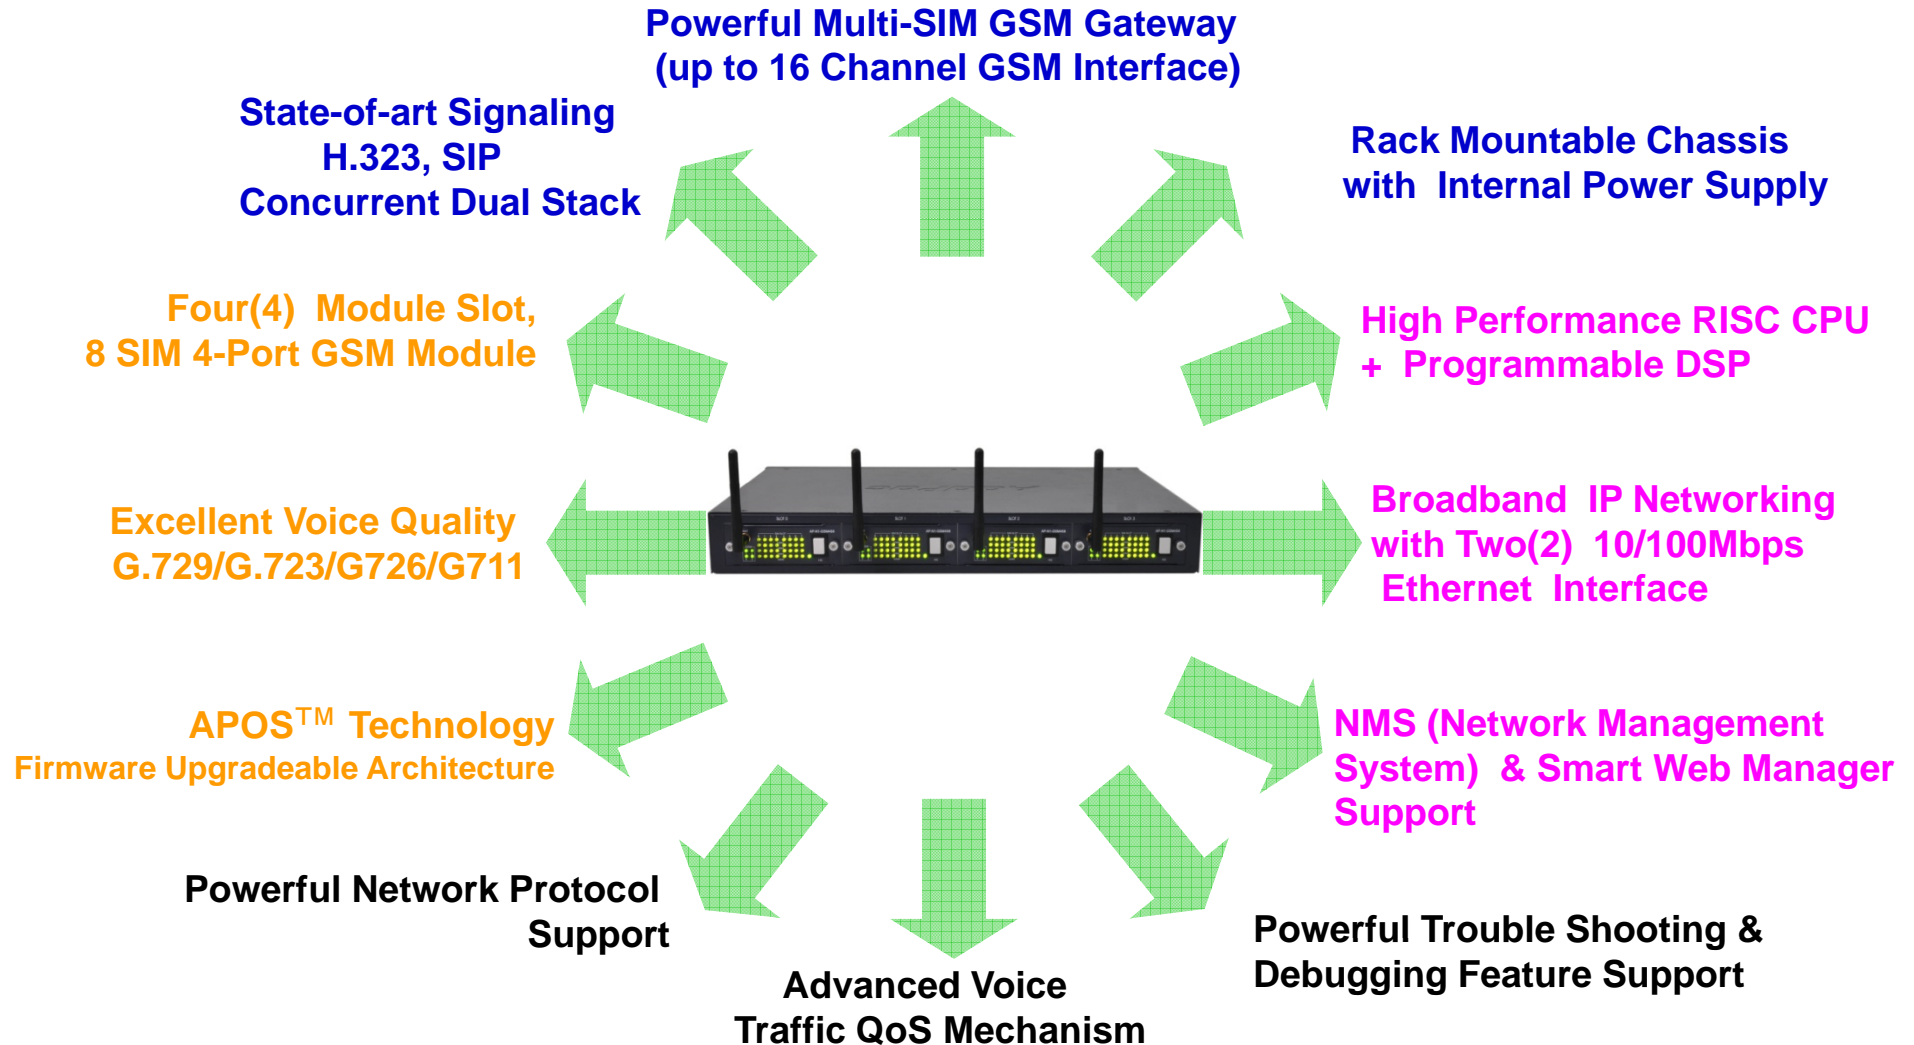 Powerful Multi-SIM GSM Gateway
(up to 16 Channel GSM Interface)
State-of-art Signaling
H.323, SIP
Concurrent Dual Stack
Rack Mountable Chassis
with Internal Power Supply
Four(4) Module Slot,
8 SIM 4-Port GSM Module
High Performance RISC CPU
+ Programmable DSP
Excellent Voice Quality
G.729/G.723/G726/G711
Broadband IP Networking
with Two(2) 10/100Mbps
Ethernet Interface
APOS™ Technology
Firmware Upgradeable Architecture
NMS (Network Management
System) & Smart Web Manager
Support
Powerful Network Protocol
Support
Advanced Voice
Traffic QoS Mechanism
Powerful Trouble Shooting &
Debugging Feature Support